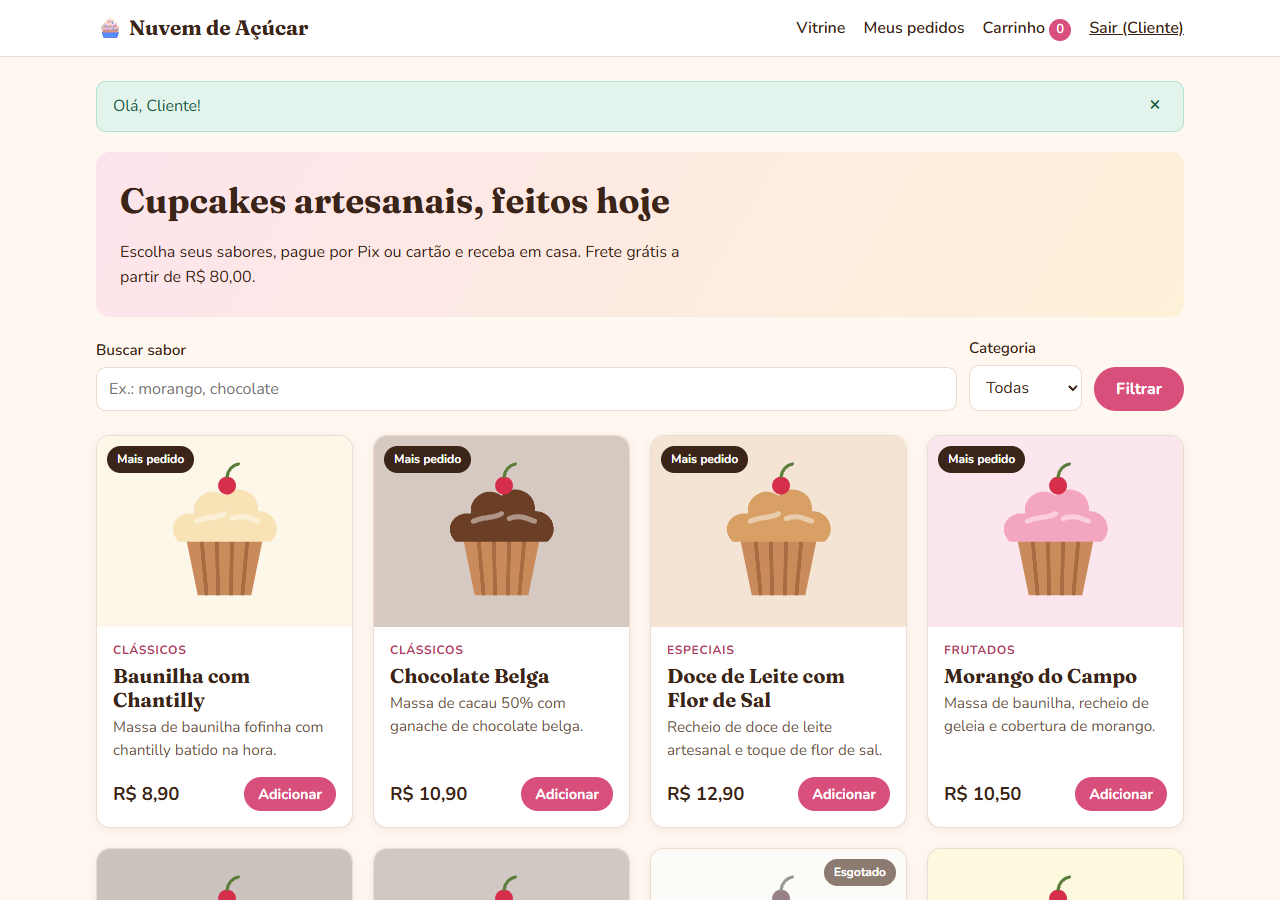 Nuvem de Açúcar
Vitrine
Meus pedidos
Carrinho 0
Sair (Cliente)
Olá, Cliente!
×
Cupcakes artesanais, feitos hoje
Escolha seus sabores, pague por Pix ou cartão e receba em casa. Frete grátis a
partir de R$ 80,00.
Buscar sabor
Ex.: morango, chocolate
Categoria
Todas
Filtrar
Mais pedido
CLÁSSICOS
Baunilha com
Chantilly
Massa de baunilha fofinha com
chantilly batido na hora.
R$ 8,90
Adicionar
Mais pedido
CLÁSSICOS
Chocolate Belga
Massa de cacau 50% com
ganache de chocolate belga.
R$ 10,90
Adicionar
Mais pedido
ESPECIAIS
Doce de Leite com
Flor de Sal
Recheio de doce de leite
artesanal e toque de flor de sal.
R$ 12,90
Adicionar
Mais pedido
FRUTADOS
Morango do Campo
Massa de baunilha, recheio de
geleia e cobertura de morango.
R$ 10,50
Adicionar
Esgotado